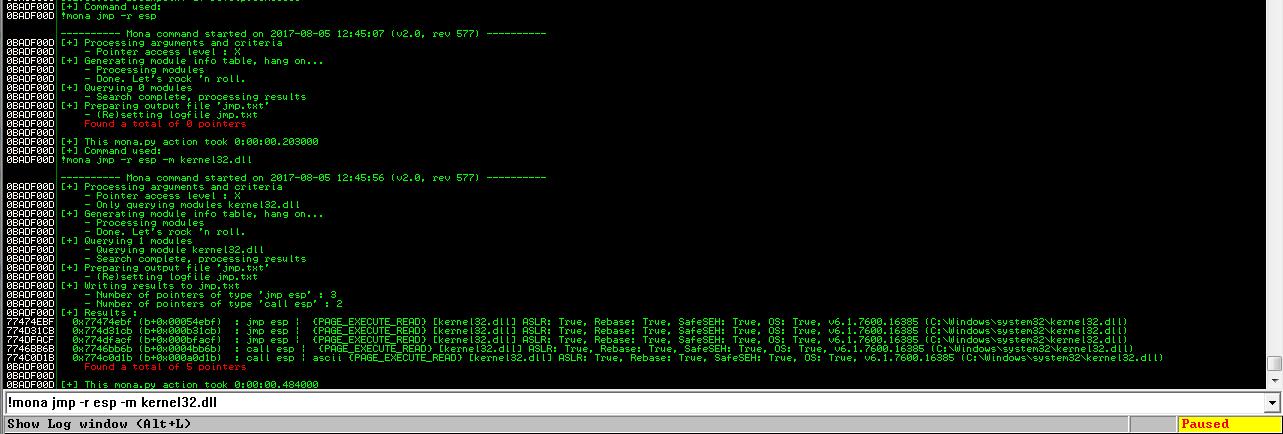 0BADF00D [+] Command used:
0BADF00D !mona jmp -r esp
---------- Mona command started on 2017-08-05 12:45:07 (v2.0, rev 577) ----------
0BADF00D [+] Processing arguments and criteria
0BADF00D - Pointer access level : X
0BADF00D [+] Generating module info table, hang on...
0BADF00D - Processing modules
0BADF00D - Done. Let's rock 'n roll.
0BADF00D [+] Querying 0 modules
0BADF00D - Search complete, processing results
0BADF00D [+] Preparing output file 'jmp.txt'
0BADF00D - (Re)setting logfile jmp.txt
0BADF00D Found a total of 0 pointers
0BADF00D
0BADF00D [+] This mona.py action took 0:00:00.203000
0BADF00D [+] Command used:
0BADF00D !mona jmp -r esp -m kernel32.dll
---------- Mona command started on 2017-08-05 12:45:56 (v2.0, rev 577) ----------
0BADF00D [+] Processing arguments and criteria
0BADF00D - Pointer access level : X
0BADF00D - Only querying modules kernel32.dll
0BADF00D [+] Generating module info table, hang on...
0BADF00D - Processing modules
0BADF00D - Done. Let's rock 'n roll.
0BADF00D [+] Querying 1 modules
0BADF00D - Querying module kernel32.dll
0BADF00D - Search complete, processing results
0BADF00D [+] Preparing output file 'jmp.txt'
0BADF00D - (Re)setting logfile jmp.txt
0BADF00D [+] Writing results to jmp.txt
0BADF00D - Number of pointers of type 'jmp esp' : 3
0BADF00D - Number of pointers of type 'call esp' : 2
0BADF00D [+] Results :
77474EBF 0x77474ebf (b+0x00054ebf) : jmp esp | {PAGE_EXECUTE_READ} [kernel32.dll] ASLR: True, Rebase: True, SafeSEH: True, OS: True, v6.1.7600.16385 (C:\Windows\system32\kernel32.dll)
774D31CB 0x774d31cb (b+0x000b31cb) : jmp esp | {PAGE_EXECUTE_READ} [kernel32.dll] ASLR: True, Rebase: True, SafeSEH: True, OS: True, v6.1.7600.16385 (C:\Windows\system32\kernel32.dll)
774DFACF 0x774dfacf (b+0x000bfacf) : jmp esp | {PAGE_EXECUTE_READ} [kernel32.dll] ASLR: True, Rebase: True, SafeSEH: True, OS: True, v6.1.7600.16385 (C:\Windows\system32\kernel32.dll)
7746BB6B 0x7746bb6b (b+0x0004bb6b) : call esp | {PAGE_EXECUTE_READ} [kernel32.dll] ASLR: True, Rebase: True, SafeSEH: True, OS: True, v6.1.7600.16385 (C:\Windows\system32\kernel32.dll)
774C0D1B 0x774c0d1b (b+0x000a0d1b) : call esp | ascii {PAGE_EXECUTE_READ} [kernel32.dll] ASLR: True, Rebase: True, SafeSEH: True, OS: True, v6.1.7600.16385 (C:\Windows\system32\kernel32.dll)
0BADF00D Found a total of 5 pointers
0BADF00D
0BADF00D [+] This mona.py action took 0:00:00.484000
!mona jmp -r esp -m kernel32.dll
Show Log window (Alt+L) Paused